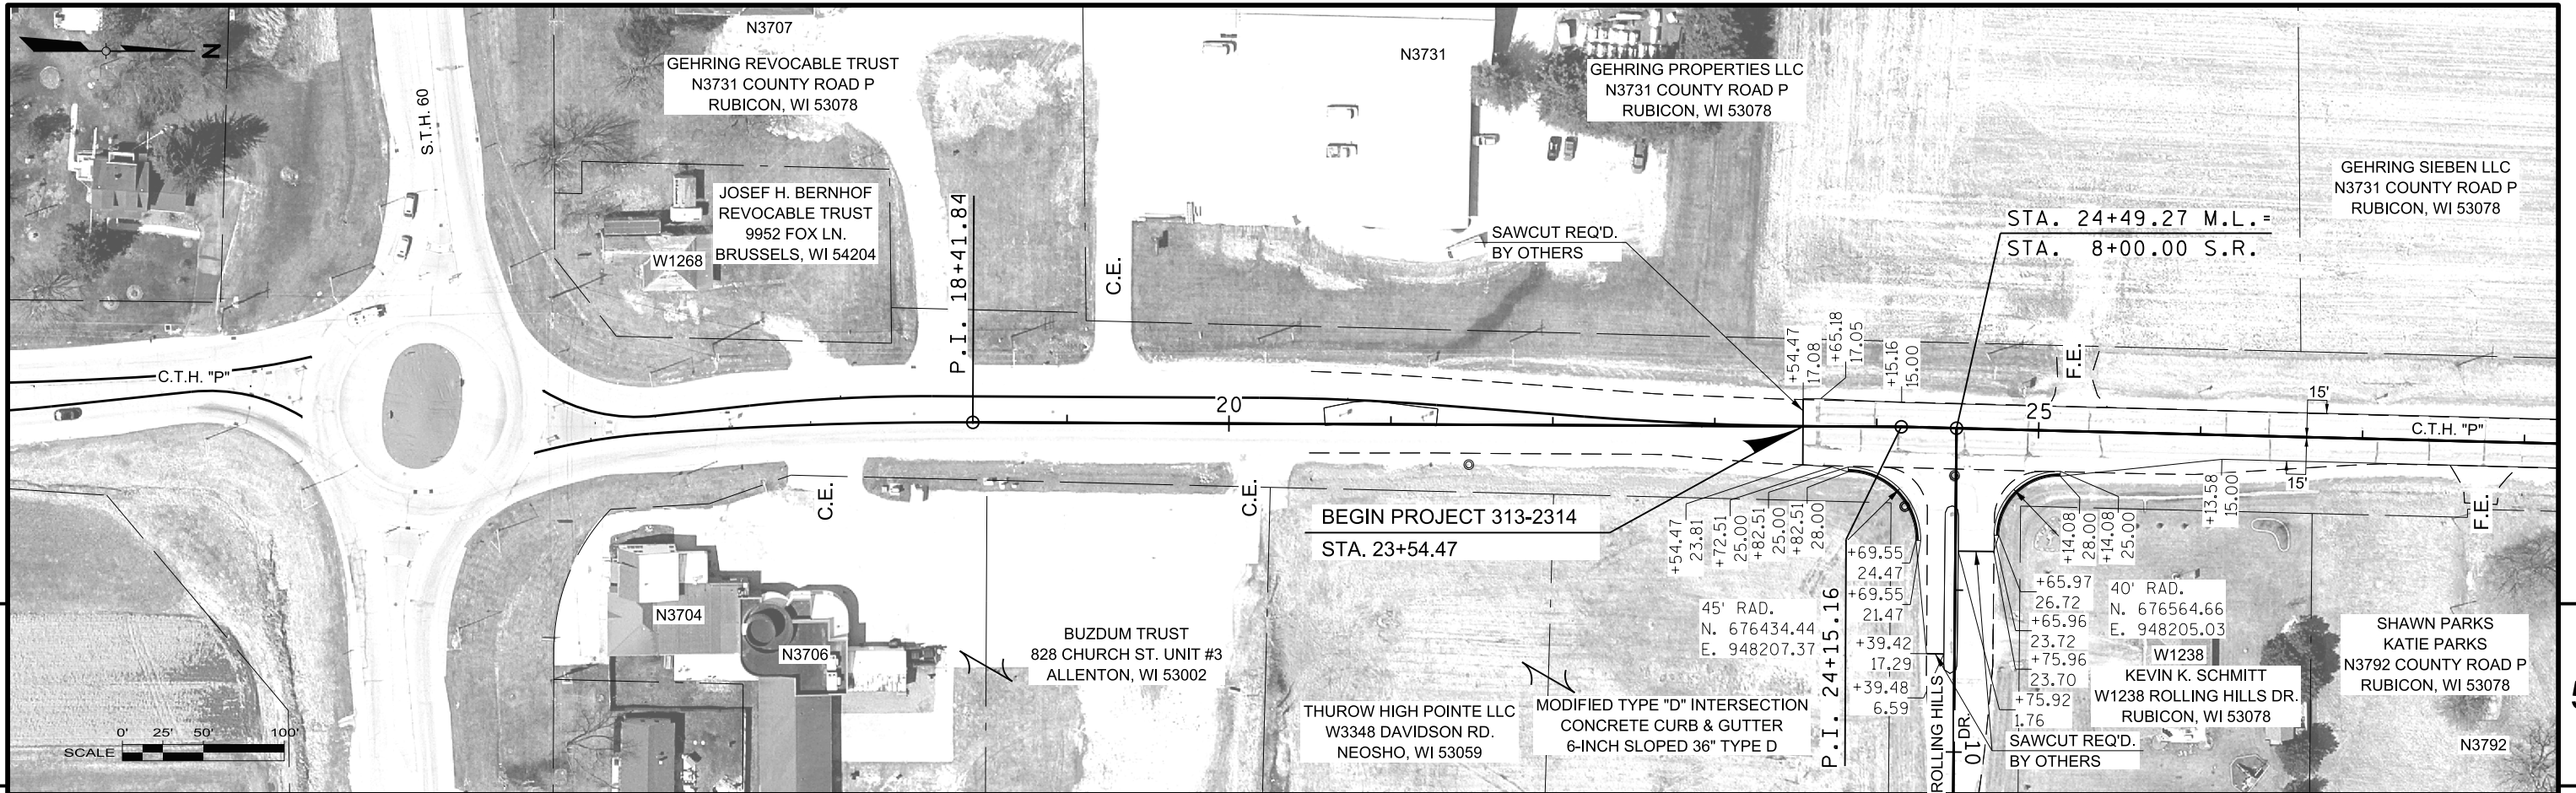 N
S.T.H. 60
C.T.H. "P"
N3707
GEHRING REVOCABLE TRUST
N3731 COUNTY ROAD P
RUBICON, WI 53078
JOSEF H. BERNHOF
REVOCABLE TRUST
9952 FOX LN.
BRUSSELS, WI 54204
W1268
P.I. 18+41.84
C.E.
N3731
GEHRING PROPERTIES LLC
N3731 COUNTY ROAD P
RUBICON, WI 53078
SAWCUT REQ'D.
BY OTHERS
GEHRING SIEBEN LLC
N3731 COUNTY ROAD P
RUBICON, WI 53078
STA. 24+49.27 M.L.=
STA. 8+00.00 S.R.
+54.47
17.08
+65.18
17.05
+15.16
15.00
F.E.
20
25
15'
C.T.H. "P"
15'
C.E.
C.E.
BEGIN PROJECT 313-2314
STA. 23+54.47
+54.47
23.81
+72.51
25.00
+82.51
25.00
+82.51
28.00
+14.08
28.00
+14.08
25.00
+13.58
15.00
F.E.
45' RAD.
N. 676434.44
E. 948207.37
P.I. 24+15.16
+69.55
24.47
+69.55
21.47
+39.42
17.29
+39.48
6.59
ROLLING HILLS DR.
10
+65.97
26.72
+65.96
23.72
+75.96
23.70
+75.92
1.76
40' RAD.
N. 676564.66
E. 948205.03
W1238
KEVIN K. SCHMITT
W1238 ROLLING HILLS DR.
RUBICON, WI 53078
SAWCUT REQ'D.
BY OTHERS
SHAWN PARKS
KATIE PARKS
N3792 COUNTY ROAD P
RUBICON, WI 53078
N3792
N3704
N3706
BUZDUM TRUST
828 CHURCH ST. UNIT #3
ALLENTON, WI 53002
THUROW HIGH POINTE LLC
W3348 DAVIDSON RD.
NEOSHO, WI 53059
MODIFIED TYPE "D" INTERSECTION
CONCRETE CURB & GUTTER
6-INCH SLOPED 36" TYPE D
SCALE
0' 25' 50' 100'